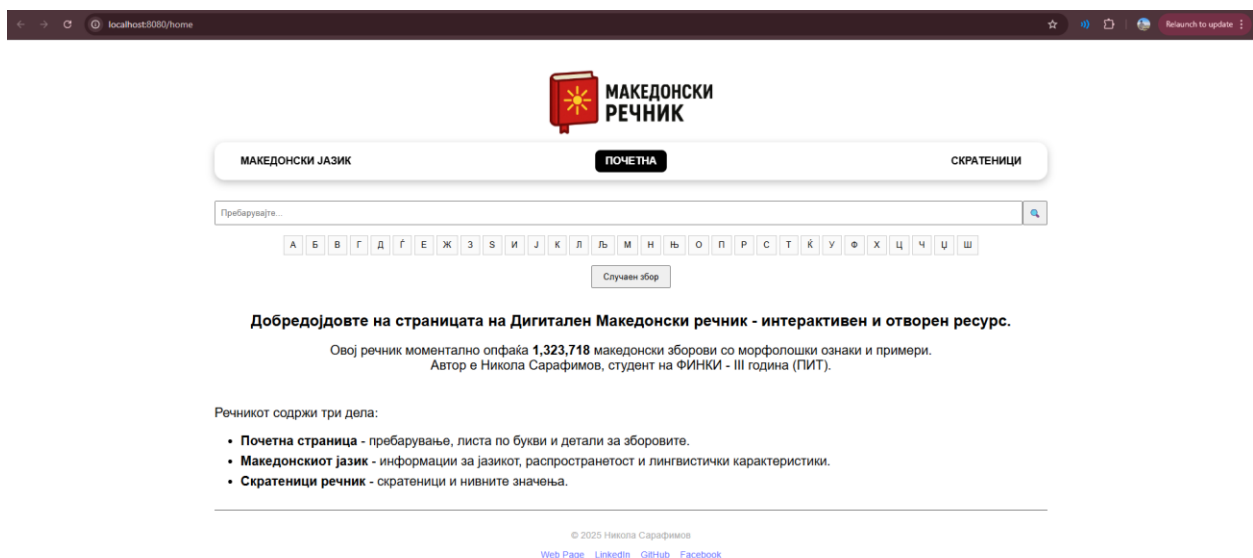 localhost:8080/home
Relaunch to update
МАКЕДОНСКИ
РЕЧНИК
МАКЕДОНСКИ ЈАЗИК ПОЧЕТНА СКРАТЕНИЦИ
Пребарувајте...
А Б В Г Д Ѓ Е Ж З Ѕ И Ј К Л Љ М Н Њ О П Р С Т Ќ У Ф Х Ц Ч Џ Ш
Случаен збор
Добредојдовте на страницата на Дигитален Македонски речник - интерактивен и отворен ресурс.
Овој речник моментално опфаќа 1,323,718 македонски зборови со морфолошки ознаки и примери.
Автор е Никола Сарафимов, студент на ФИНКИ - III година (ПИТ).
Речникот содржи три дела:
• Почетна страница - пребарување, листа по букви и детали за зборовите.
• Македонскиот јазик - информации за јазикот, распространетост и лингвистички карактеристики.
• Скратеници речник - скратеници и нивните значења.
© 2025 Никола Сарафимов
Web Page LinkedIn GitHub Facebook